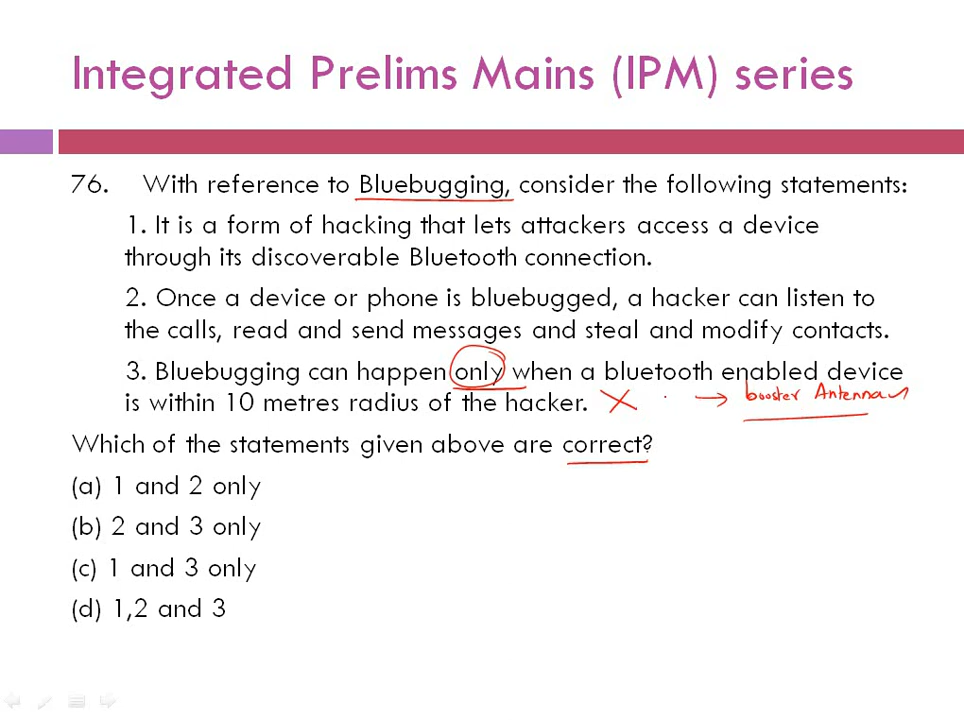 Integrated Prelims Mains (IPM) series
76. With reference to Bluebugging, consider the following statements:
1. It is a form of hacking that lets attackers access a device
through its discoverable Bluetooth connection.
2. Once a device or phone is bluebugged, a hacker can listen to
the calls, read and send messages and steal and modify contacts.
3. Bluebugging can happen only when a bluetooth enabled device
is within 10 metres radius of the hacker. X → booster Antennas
Which of the statements given above are correct?
(a) 1 and 2 only
(b) 2 and 3 only
(c) 1 and 3 only
(d) 1,2 and 3